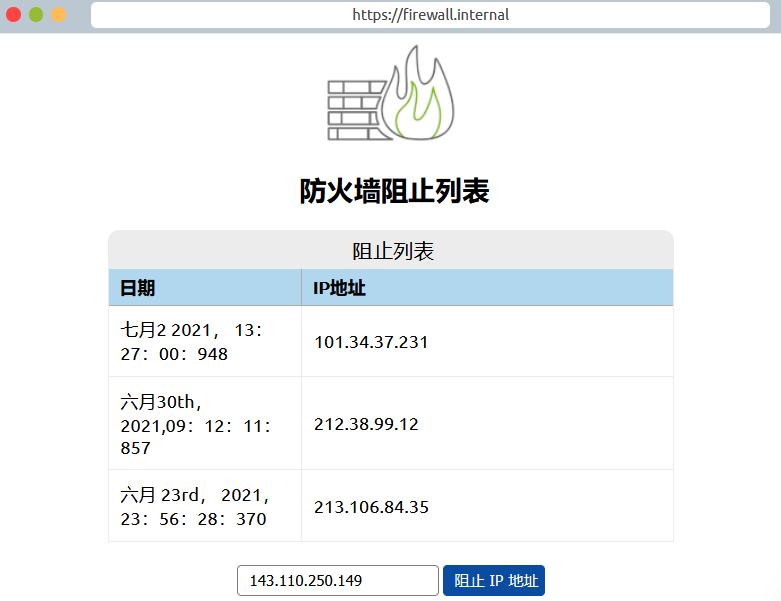 https://firewall.internal
防火墙阻止列表
阻止列表
日期 IP地址
七月2 2021， 13：
27：00：948
101.34.37.231
六月30th，
2021,09：12：11：
857
212.38.99.12
六月 23rd， 2021，
23：56：28：370
213.106.84.35
143.110.250.149 阻止 IP 地址